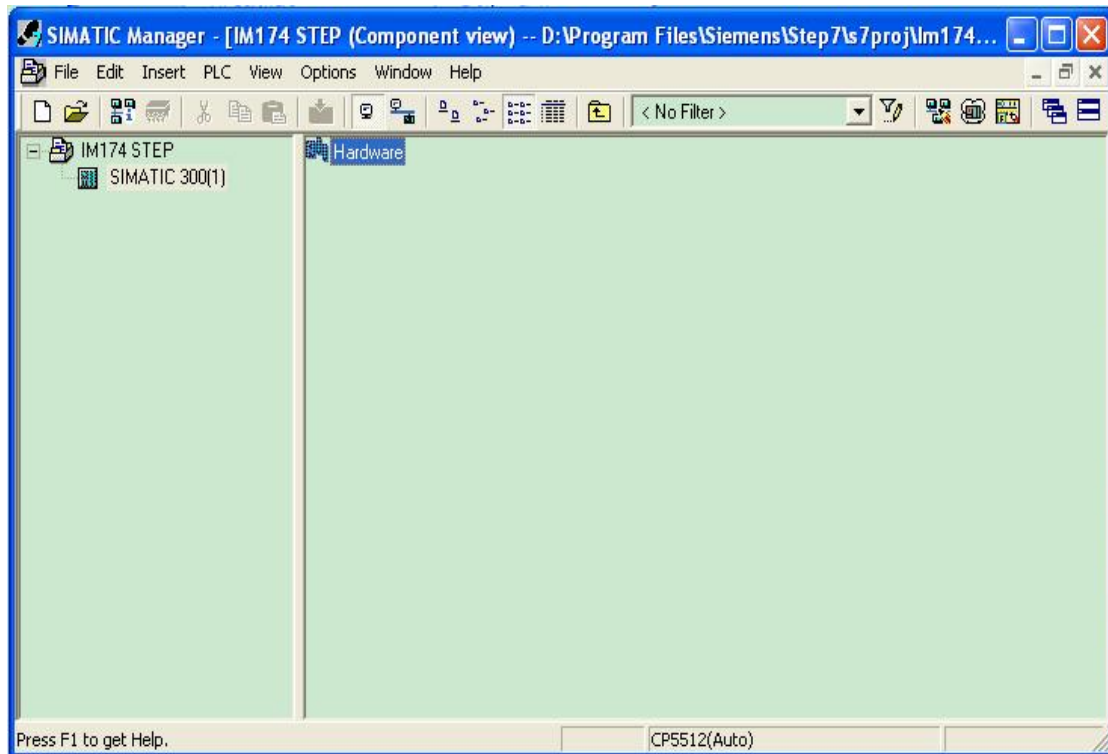 SIMATIC Manager - [IM174 STEP (Component view) -- D:\Program Files\Siemens\Step7\s7proj\Im174...
File Edit Insert PLC View Options Window Help
< No Filter >
IM174 STEP
SIMATIC 300(1)
Hardware
Press F1 to get Help.
CP5512(Auto)